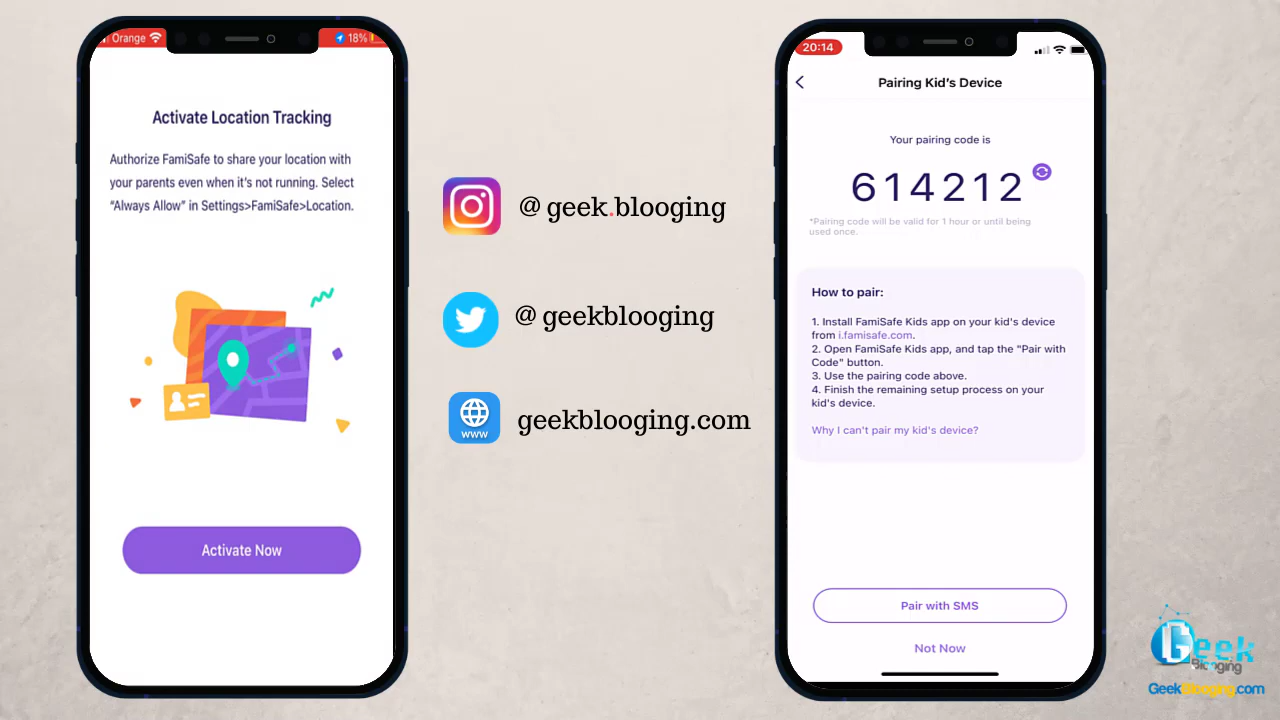 Orange
18%
Activate Location Tracking
Authorize FamiSafe to share your location with
your parents even when it's not running. Select
“Always Allow” in Settings>FamiSafe>Location.
Activate Now
@ geek.blooging
@ geekblooging
www
geekblooging.com
20:14
Pairing Kid's Device
Your pairing code is
614212
*Pairing code will be valid for 1 hour or until being
used once.
How to pair:
1. Install FamiSafe Kids app on your kid's device
from i.famisafe.com.
2. Open FamiSafe Kids app, and tap the "Pair with
Code" button.
3. Use the pairing code above.
4. Finish the remaining setup process on your
kid's device.
Why I can't pair my kid's device?
Pair with SMS
Not Now
Geek
Blooging
GeekBlooging.com